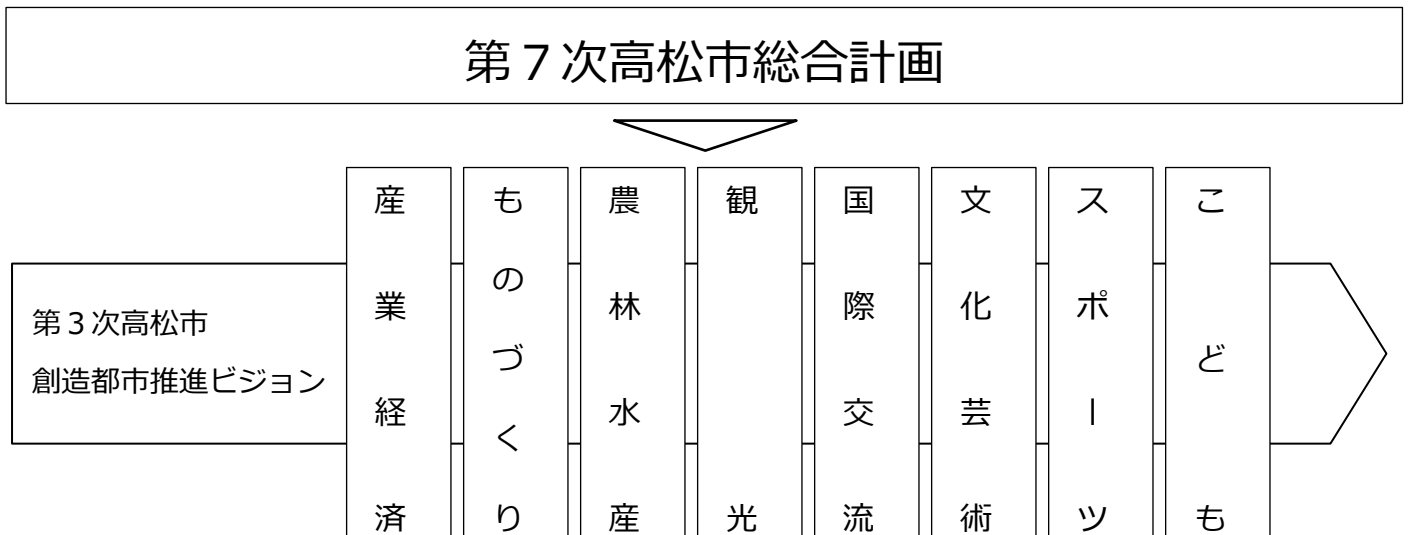 第７次高松市総合計画
第３次高松市
創造都市推進ビジョン
産業経済
ものづくり
農林水産
観光
国際交流
文化芸術
スポーツ
こども